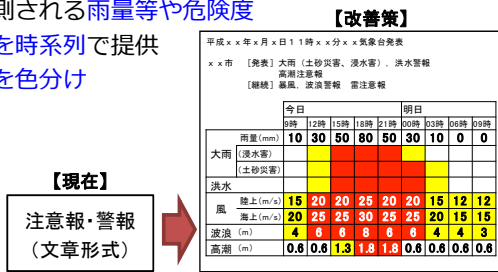 測される雨量等や危険度
を時系列で提供
を色分け
【改善策】
平成××年×月×日11時××分××気象台発表
××市 [発表]大雨(土砂災害、浸水害),洪水警報
高潮注意報
[継続]暴風,波浪警報 雷注意報
今日 明日
9時 12時 15時 18時 21時 00時 03時 06時 09時
大雨 雨量(mm) 10 30 50 80 50 30 10 0 0
(浸水害)
(土砂災害)
洪水
風 陸上(m/s) 15 20 20 25 20 20 15 12 12
海上(m/s) 20 25 25 30 25 25 20 15 15
波浪 (m) 4 6 6 8 6 6 4 4 3
高潮 (m) 0.6 0.6 1.3 1.8 1.8 0.6 0.6 0.6 0.6
【現在】
注意報・警報
(文章形式)